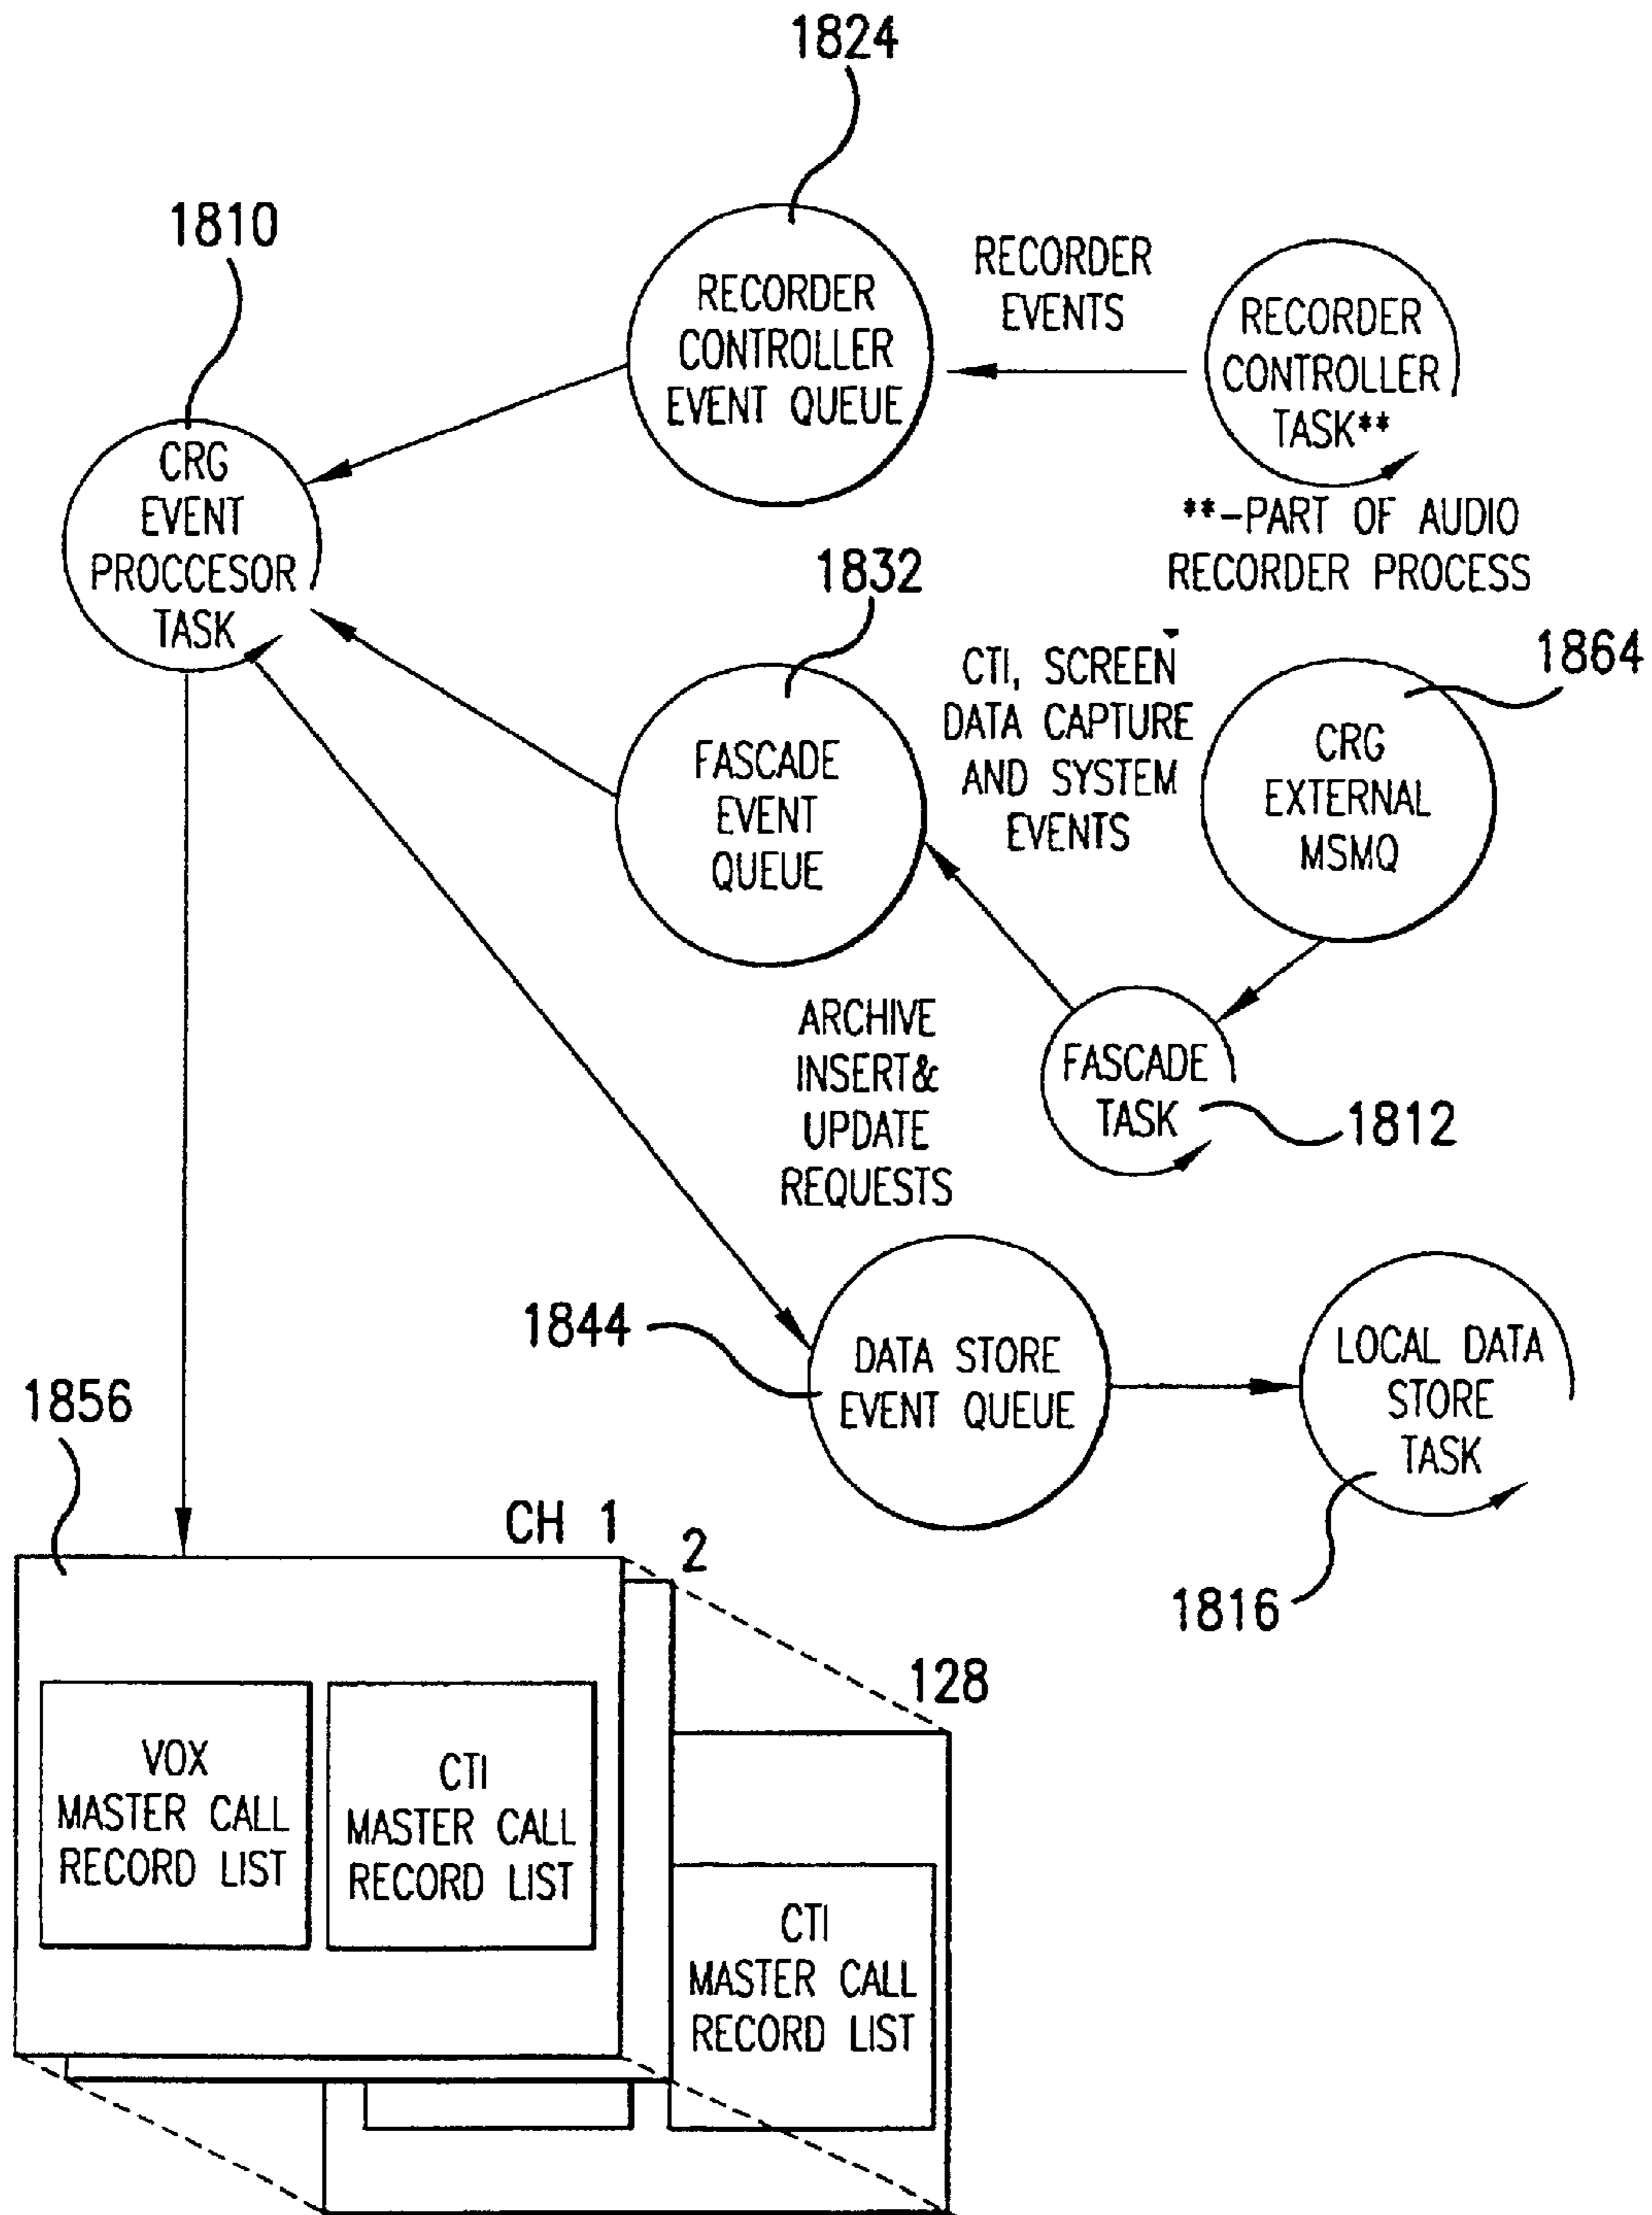 1824
1810
RECORDER
CONTROLLER
EVENT QUEUE
RECORDER
EVENTS
RECORDER
CONTROLLER
TASK**
**-PART OF AUDIO
RECORDER PROCESS
CRG
EVENT
PROCCESOR
TASK
1832
FASCADE
EVENT
QUEUE
CTI, SCREEN
DATA CAPTURE
AND SYSTEM
EVENTS
1864
CRG
EXTERNAL
MSMQ
FASCADE
TASK
1812
ARCHIVE
INSERT&
UPDATE
REQUESTS
1844
DATA STORE
EVENT QUEUE
LOCAL DATA
STORE
TASK
1816
1856
CH 1
2
128
VOX
MASTER CALL
RECORD LIST
CTI
MASTER CALL
RECORD LIST
CTI
MASTER CALL
RECORD LIST